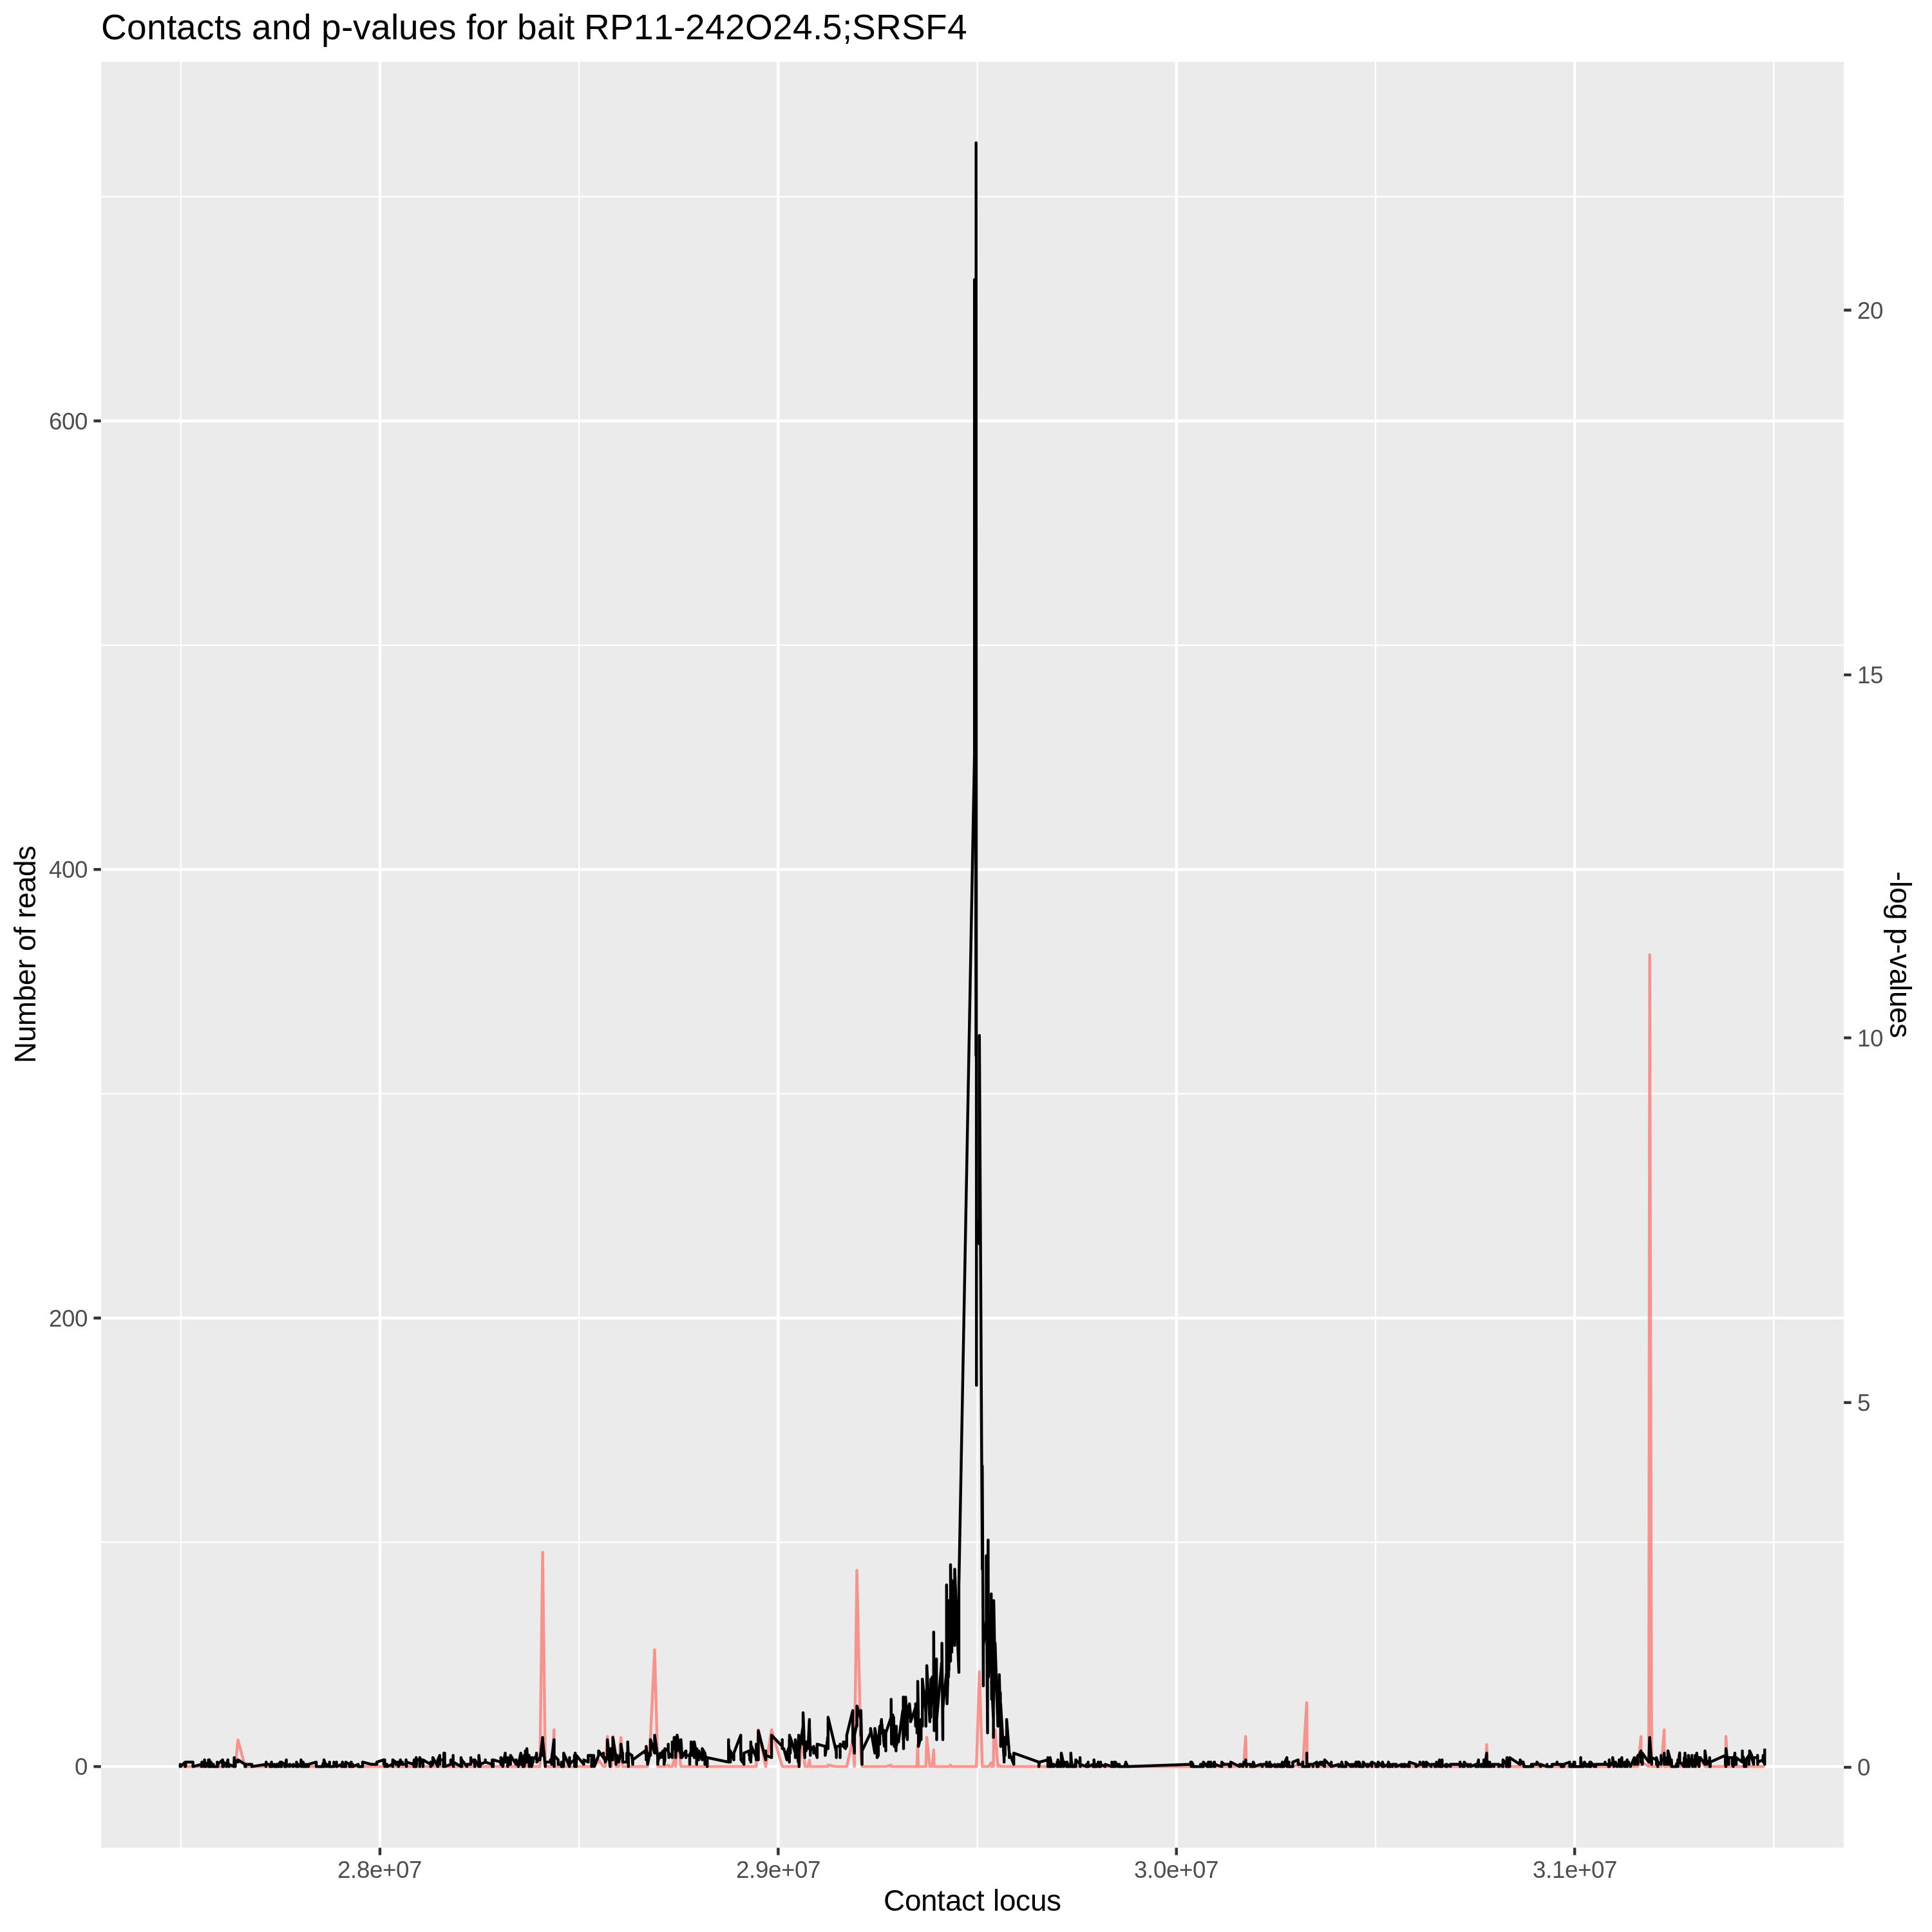 Contacts and p-values for bait RP11-242O24.5;SRSF4
Number of reads
600
400
200
0
20
15
10
5
0
-log p-values
2.8e+07
2.9e+07
3.0e+07
3.1e+07
Contact locus